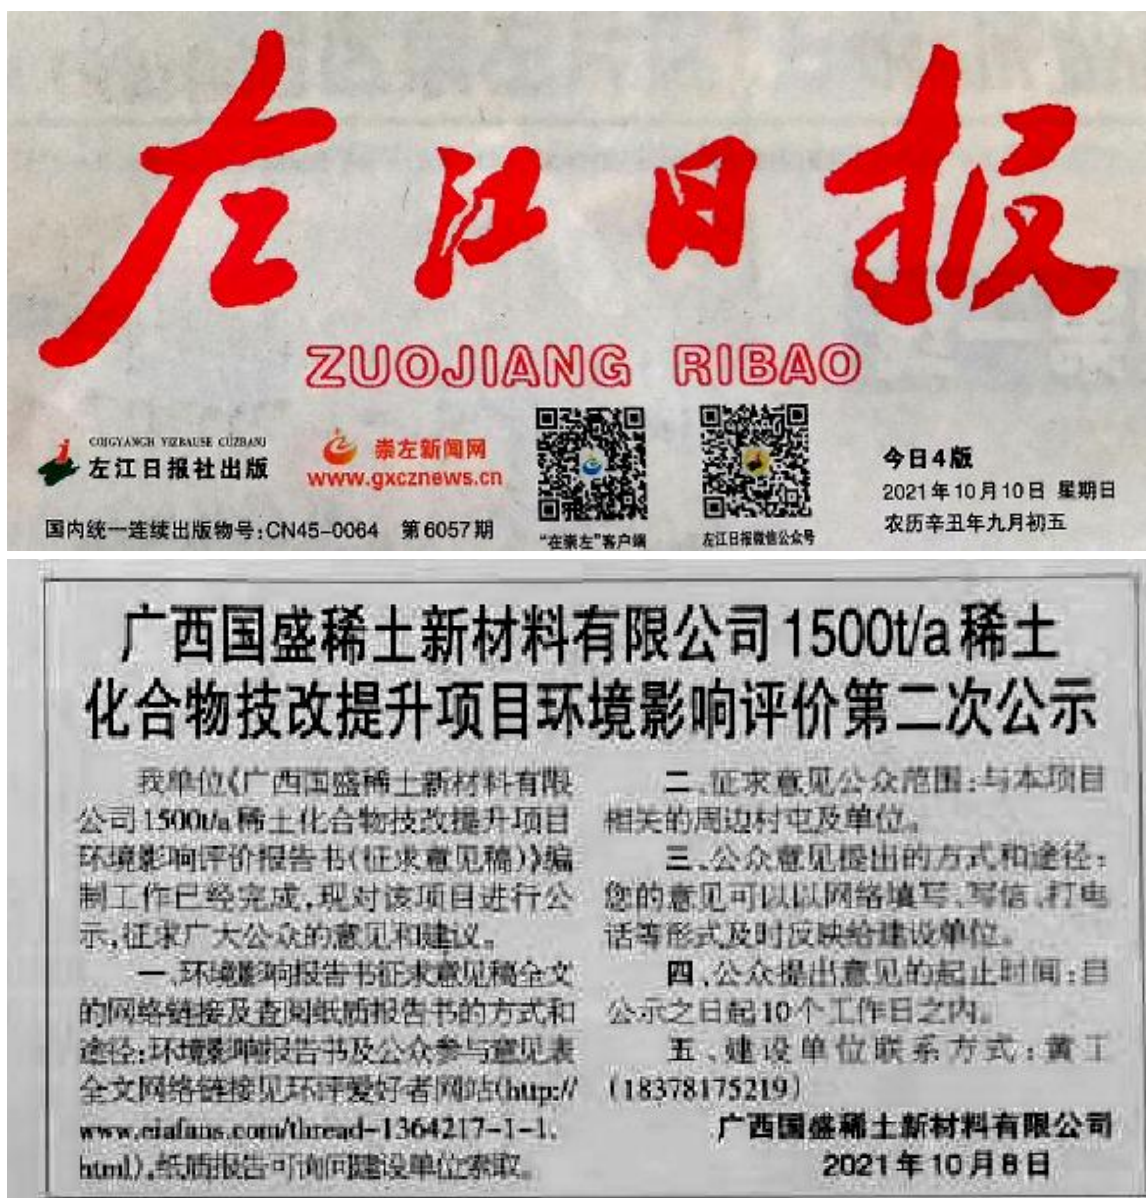 左江日报
ZUOJIANG RIBAO
COJGYANGH YIZBAUSE CÚZBANJ
左江日报社出版
崇左新闻网
www.gxcznews.cn
国内统一连续出版物号:CN45-0064 第6057期
“在崇左”客户端
左江日报微信公众号
今日4版
2021年10月10日 星期日
农历辛丑年九月初五
广西国盛稀土新材料有限公司1500t/a稀土
化合物技改提升项目环境影响评价第二次公示
我单位《广西国盛稀土新材料有限
公司1500t/a稀土化合物技改提升项目
环境影响评价报告书(征求意见稿)》编
制工作已经完成,现对该项目进行公
示,征求广大公众的意见和建议。
一、环境影响报告书征求意见稿全文
的网络链接及查阅纸质报告书的方式和
途径:环境影响报告书及公众参与意见表
全文网络链接见环评爱好者网站(http://
www.eiafans.com/thread-1364217-1-1.
html),纸质报告可询问建设单位索取。
二、征求意见公众范围:与本项目
相关的周边村屯及单位。
三、公众意见提出的方式和途径:
您的意见可以以网络填写、写信、打电
话等形式及时反映给建设单位。
四、公众提出意见的起止时间:自
公示之日起10个工作日之内。
五、建设单位联系方式:黄工
(18378175219)
广西国盛稀土新材料有限公司
2021年10月8日